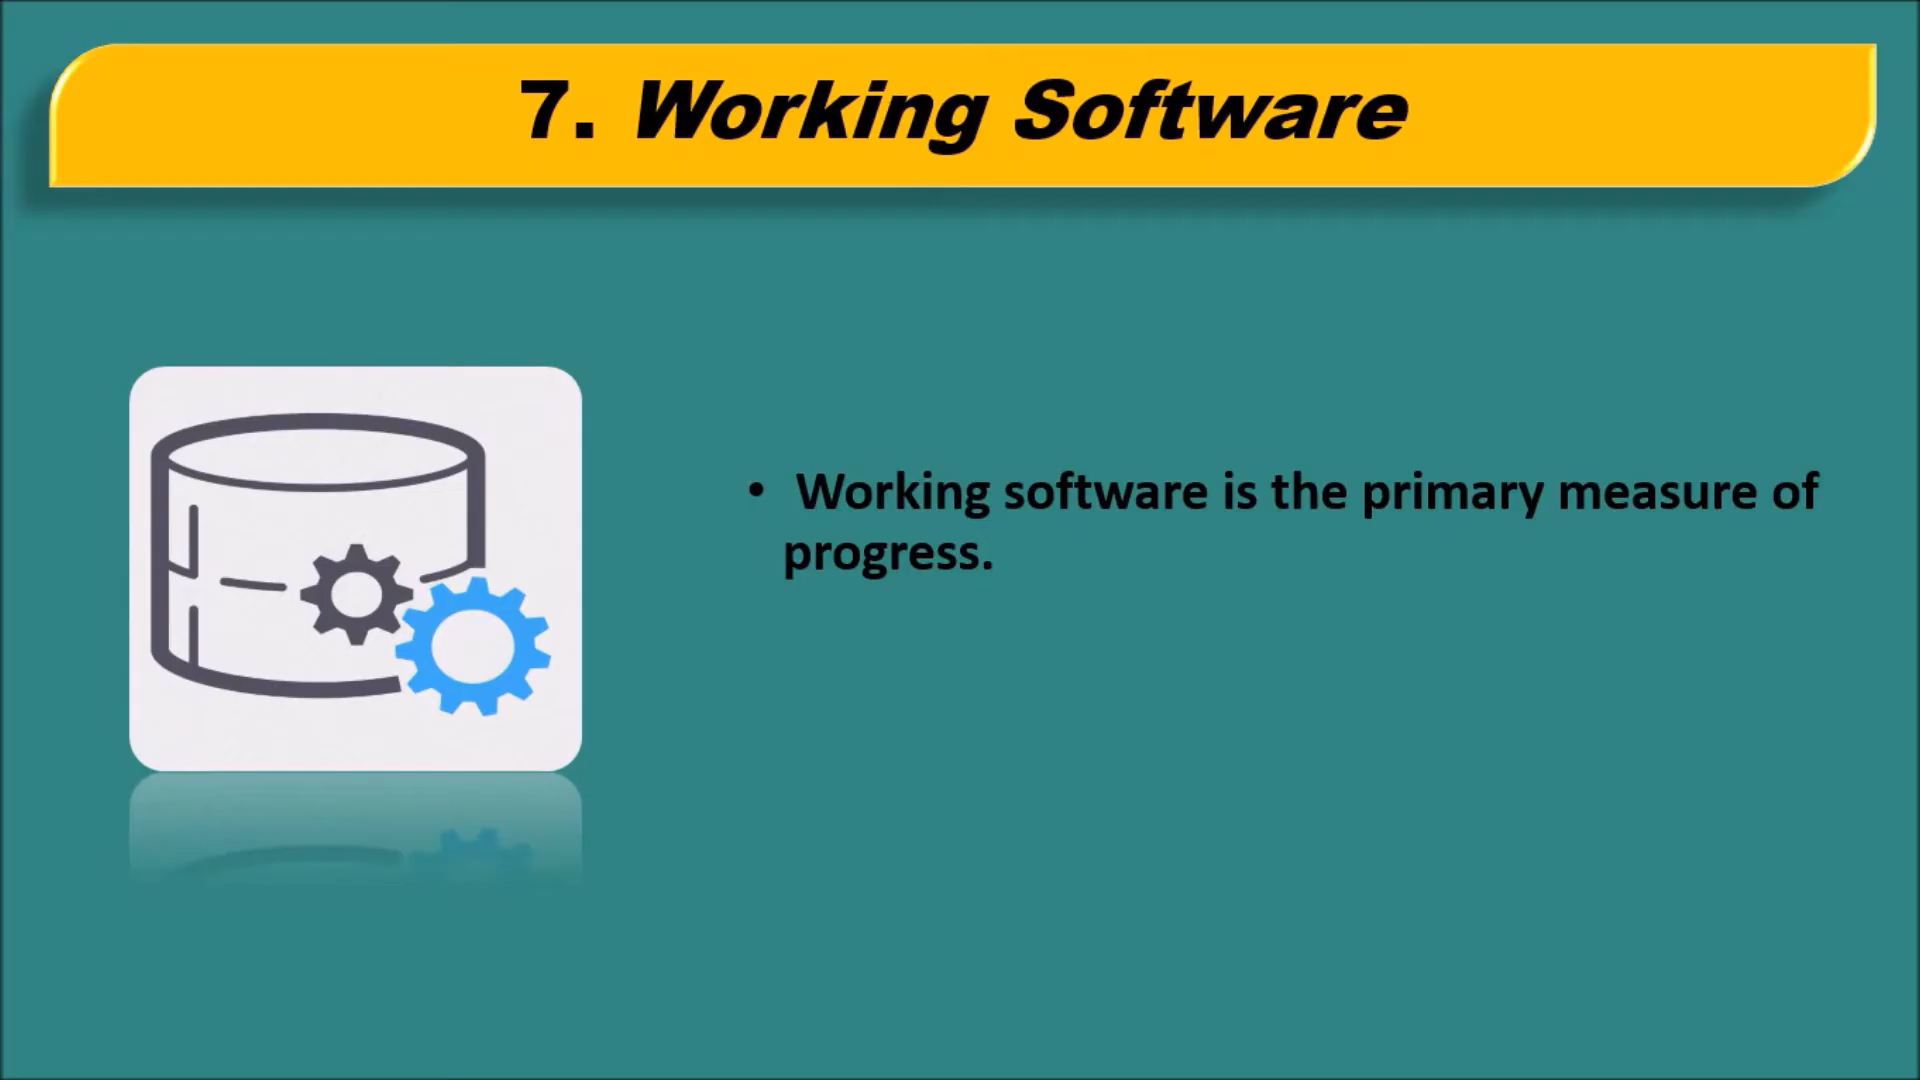 7. Working Software
• Working software is the primary measure of
progress.